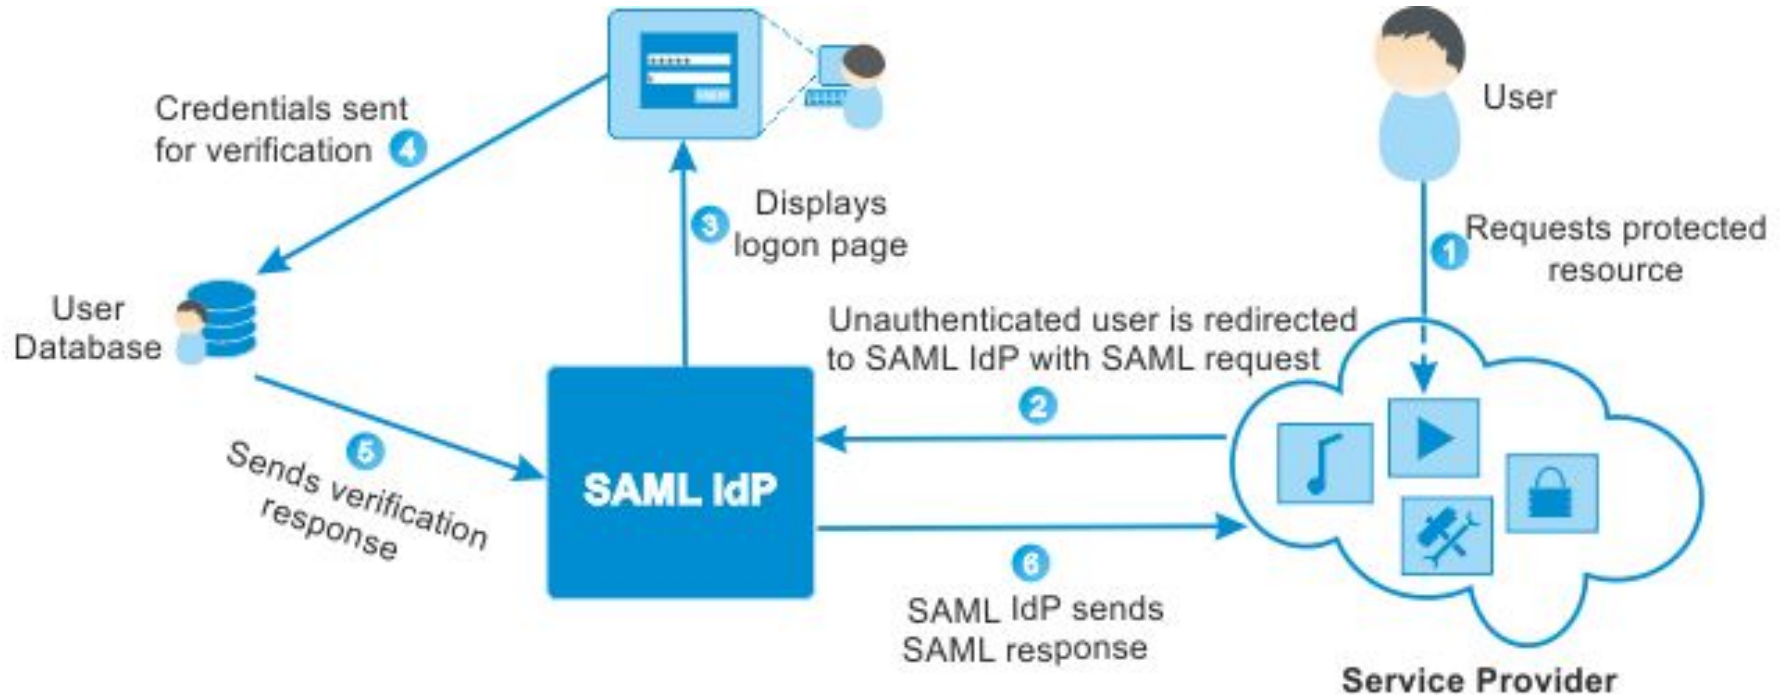 User
1
Requests protected
resource
Unauthenticated user is redirected
to SAML IdP with SAML request
2
3
Displays
logon page
Credentials sent
for verification 4
User
Database
5
Sends verification
response
SAML IdP
6
SAML IdP sends
SAML response
Service Provider